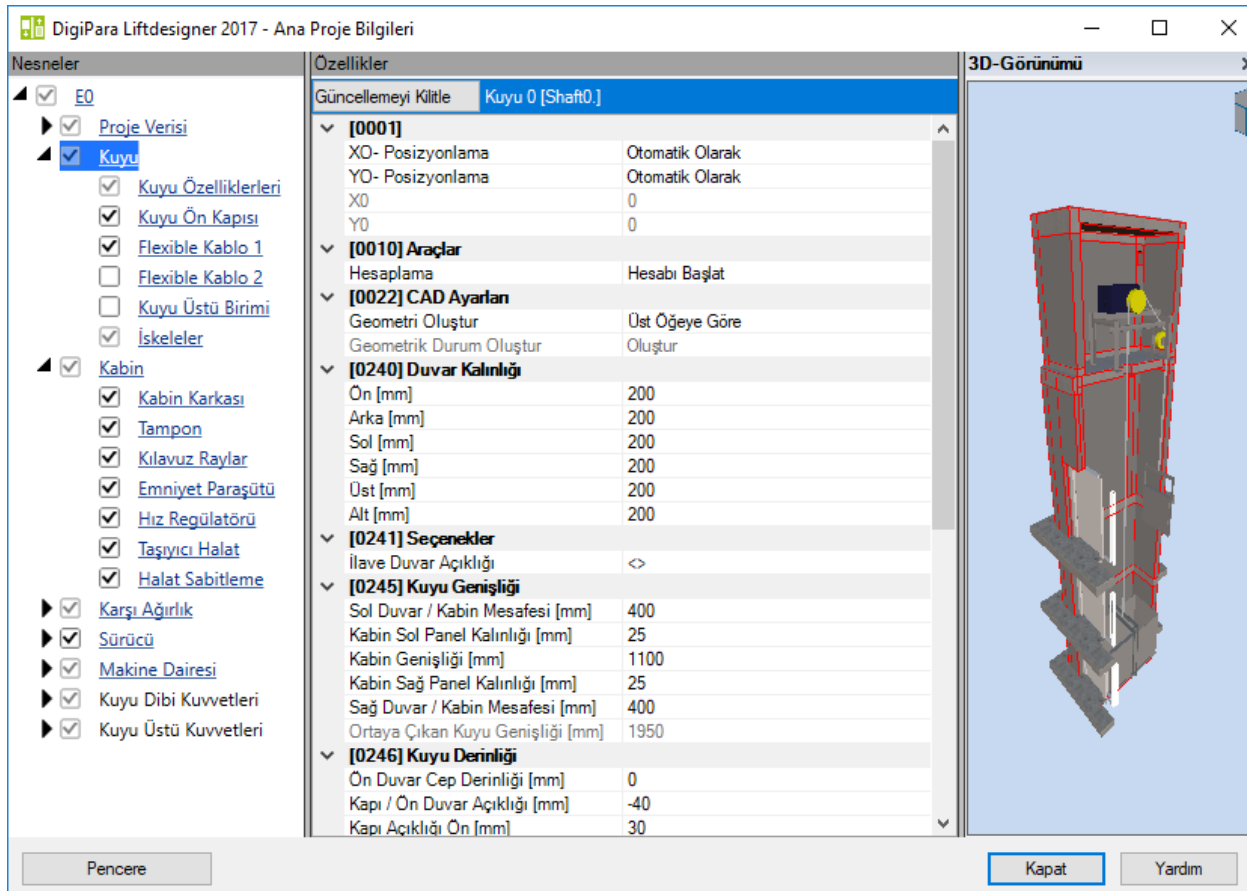 DigiPara Liftdesigner 2017 - Ana Proje Bilgileri
Nesneler
E0
Proje Verisi
Kuyu
Kuyu Özelliklerleri
Kuyu Ön Kapısı
Flexible Kablo 1
Flexible Kablo 2
Kuyu Üstü Birimi
İskeleler
Kabin
Kabin Karkası
Tampon
Kılavuz Raylar
Emniyet Paraşütü
Hız Regülatörü
Taşıyıcı Halat
Halat Sabitleme
Karşı Ağırlık
Sürücü
Makine Dairesi
Kuyu Dibi Kuvvetleri
Kuyu Üstü Kuvvetleri
Özellikler
Güncellemeyi Kilitle Kuyu 0 [Shaft0.]
[0001]
XO- Posizyonlama Otomatik Olarak
YO- Posizyonlama Otomatik Olarak
X0 0
Y0 0
[0010] Araçlar
Hesaplama Hesabı Başlat
[0022] CAD Ayarları
Geometri Oluştur Üst Öğeye Göre
Geometrik Durum Oluştur Oluştur
[0240] Duvar Kalınlığı
Ön [mm] 200
Arka [mm] 200
Sol [mm] 200
Sağ [mm] 200
Üst [mm] 200
Alt [mm] 200
[0241] Seçenekler
İlave Duvar Açıklığı <>
[0245] Kuyu Genişliği
Sol Duvar / Kabin Mesafesi [mm] 400
Kabin Sol Panel Kalınlığı [mm] 25
Kabin Genişliği [mm] 1100
Kabin Sağ Panel Kalınlığı [mm] 25
Sağ Duvar / Kabin Mesafesi [mm] 400
Ortaya Çıkan Kuyu Genişliği [mm] 1950
[0246] Kuyu Derinliği
Ön Duvar Cep Derinliği [mm] 0
Kapı / Ön Duvar Açıklığı [mm] -40
Kapı Açıklığı Ön [mm] 30
3D-Görünümü
Pencere
Kapat
Yardım